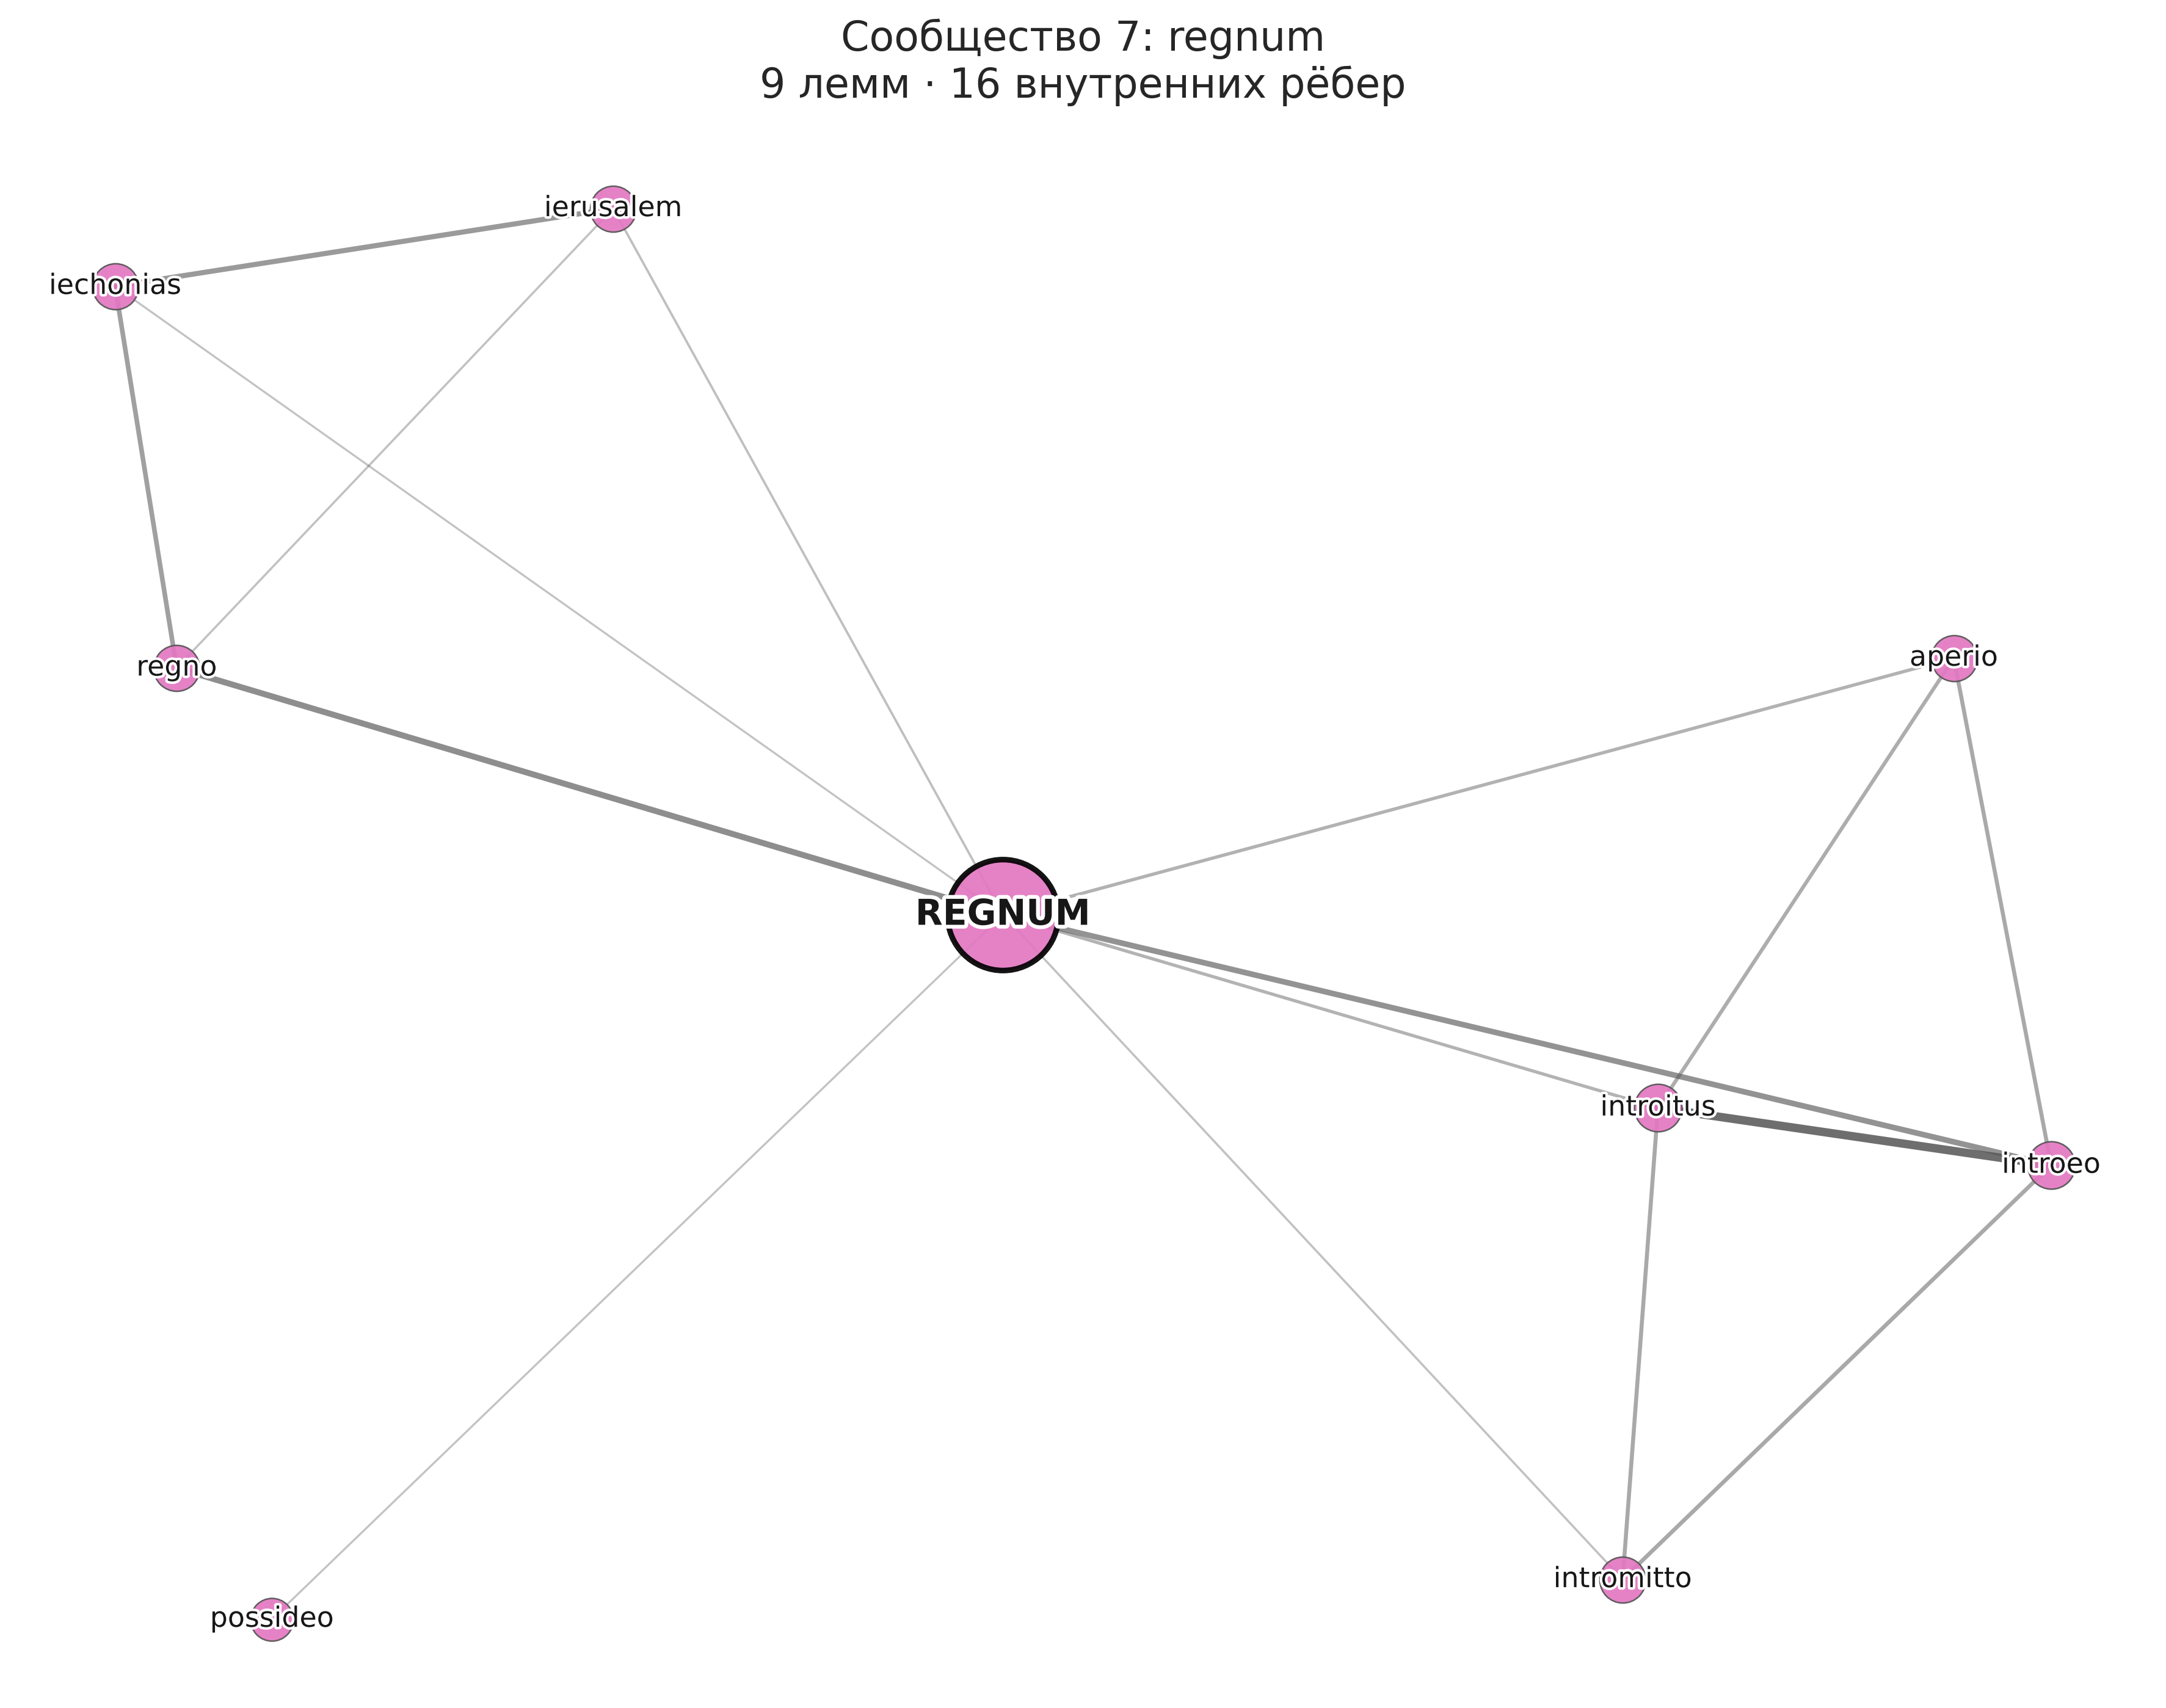 Сообщество 7: regnum
9 лемм · 16 внутренних рёбер
ierusalem
iechonias
regno
aperio
REGNUM
introitus
introeo
intromitto
possideo